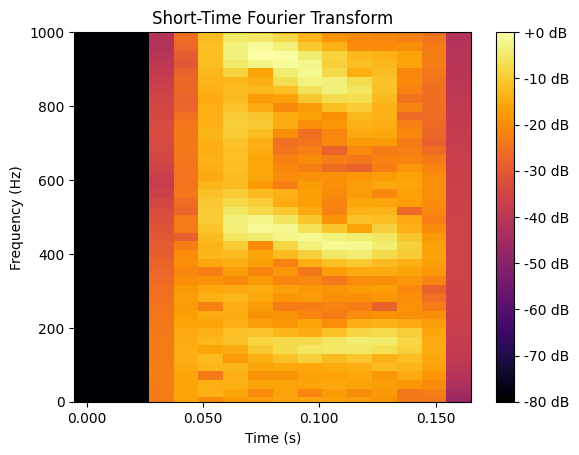 Short-Time Fourier Transform
1000
800
600
400
200
0
Frequency (Hz)
0.000
0.050
0.100
0.150
Time (s)
+0 dB
-10 dB
-20 dB
-30 dB
-40 dB
-50 dB
-60 dB
-70 dB
-80 dB